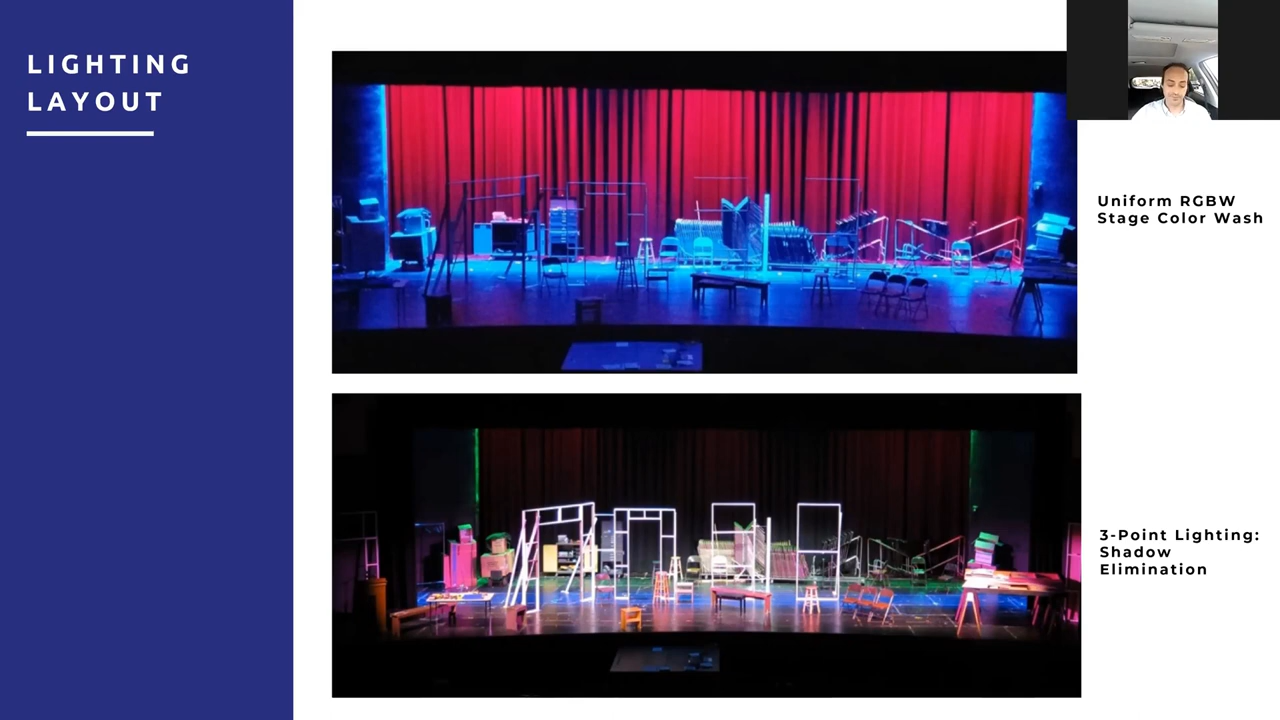 LIGHTING
LAYOUT
Uniform RGBW
Stage Color Wash
3-Point Lighting:
Shadow
Elimination